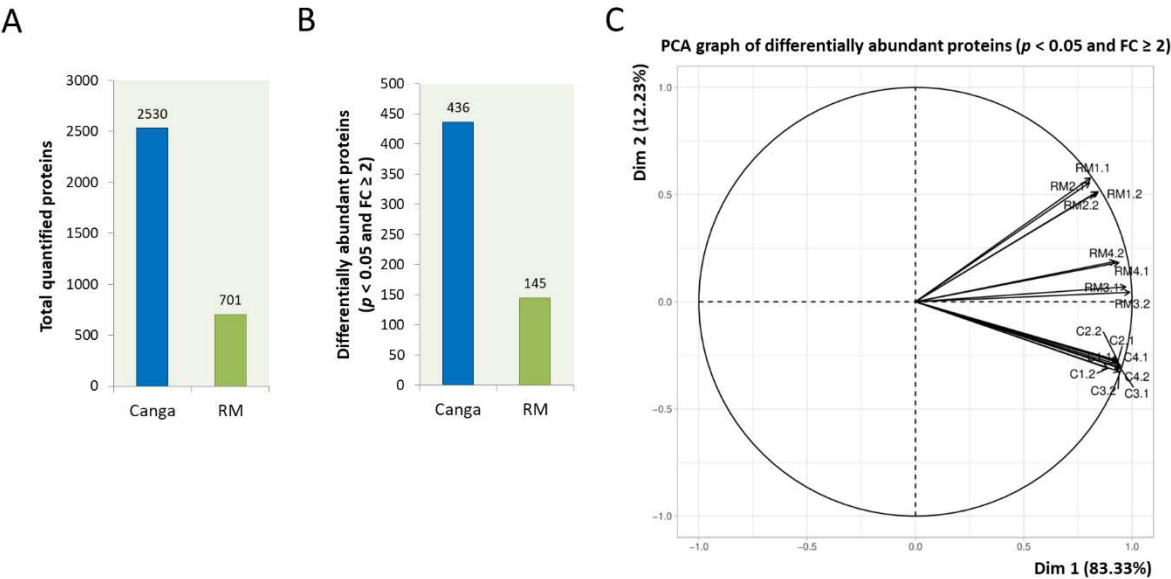 A
Total quantified proteins
3000
2500
2000
1500
1000
500
0
2530
701
Canga
RM
B
Differentially abundant proteins
(p < 0.05 and FC ≥ 2)
500
450
400
350
300
250
200
150
100
50
0
436
145
Canga
RM
C
PCA graph of differentially abundant proteins (p < 0.05 and FC ≥ 2)
Dim 2 (12.23%)
1.0
0.5
0.0
−0.5
−1.0
RM1.1
RM1.2
RM2.2
RM4.2
RM4.1
RM3.1
RM3.2
C2.2
C2.1
C4.1
C1.2
C4.2
C3.2
C3.1
−1.0
−0.5
0.0
0.5
1.0
Dim 1 (83.33%)